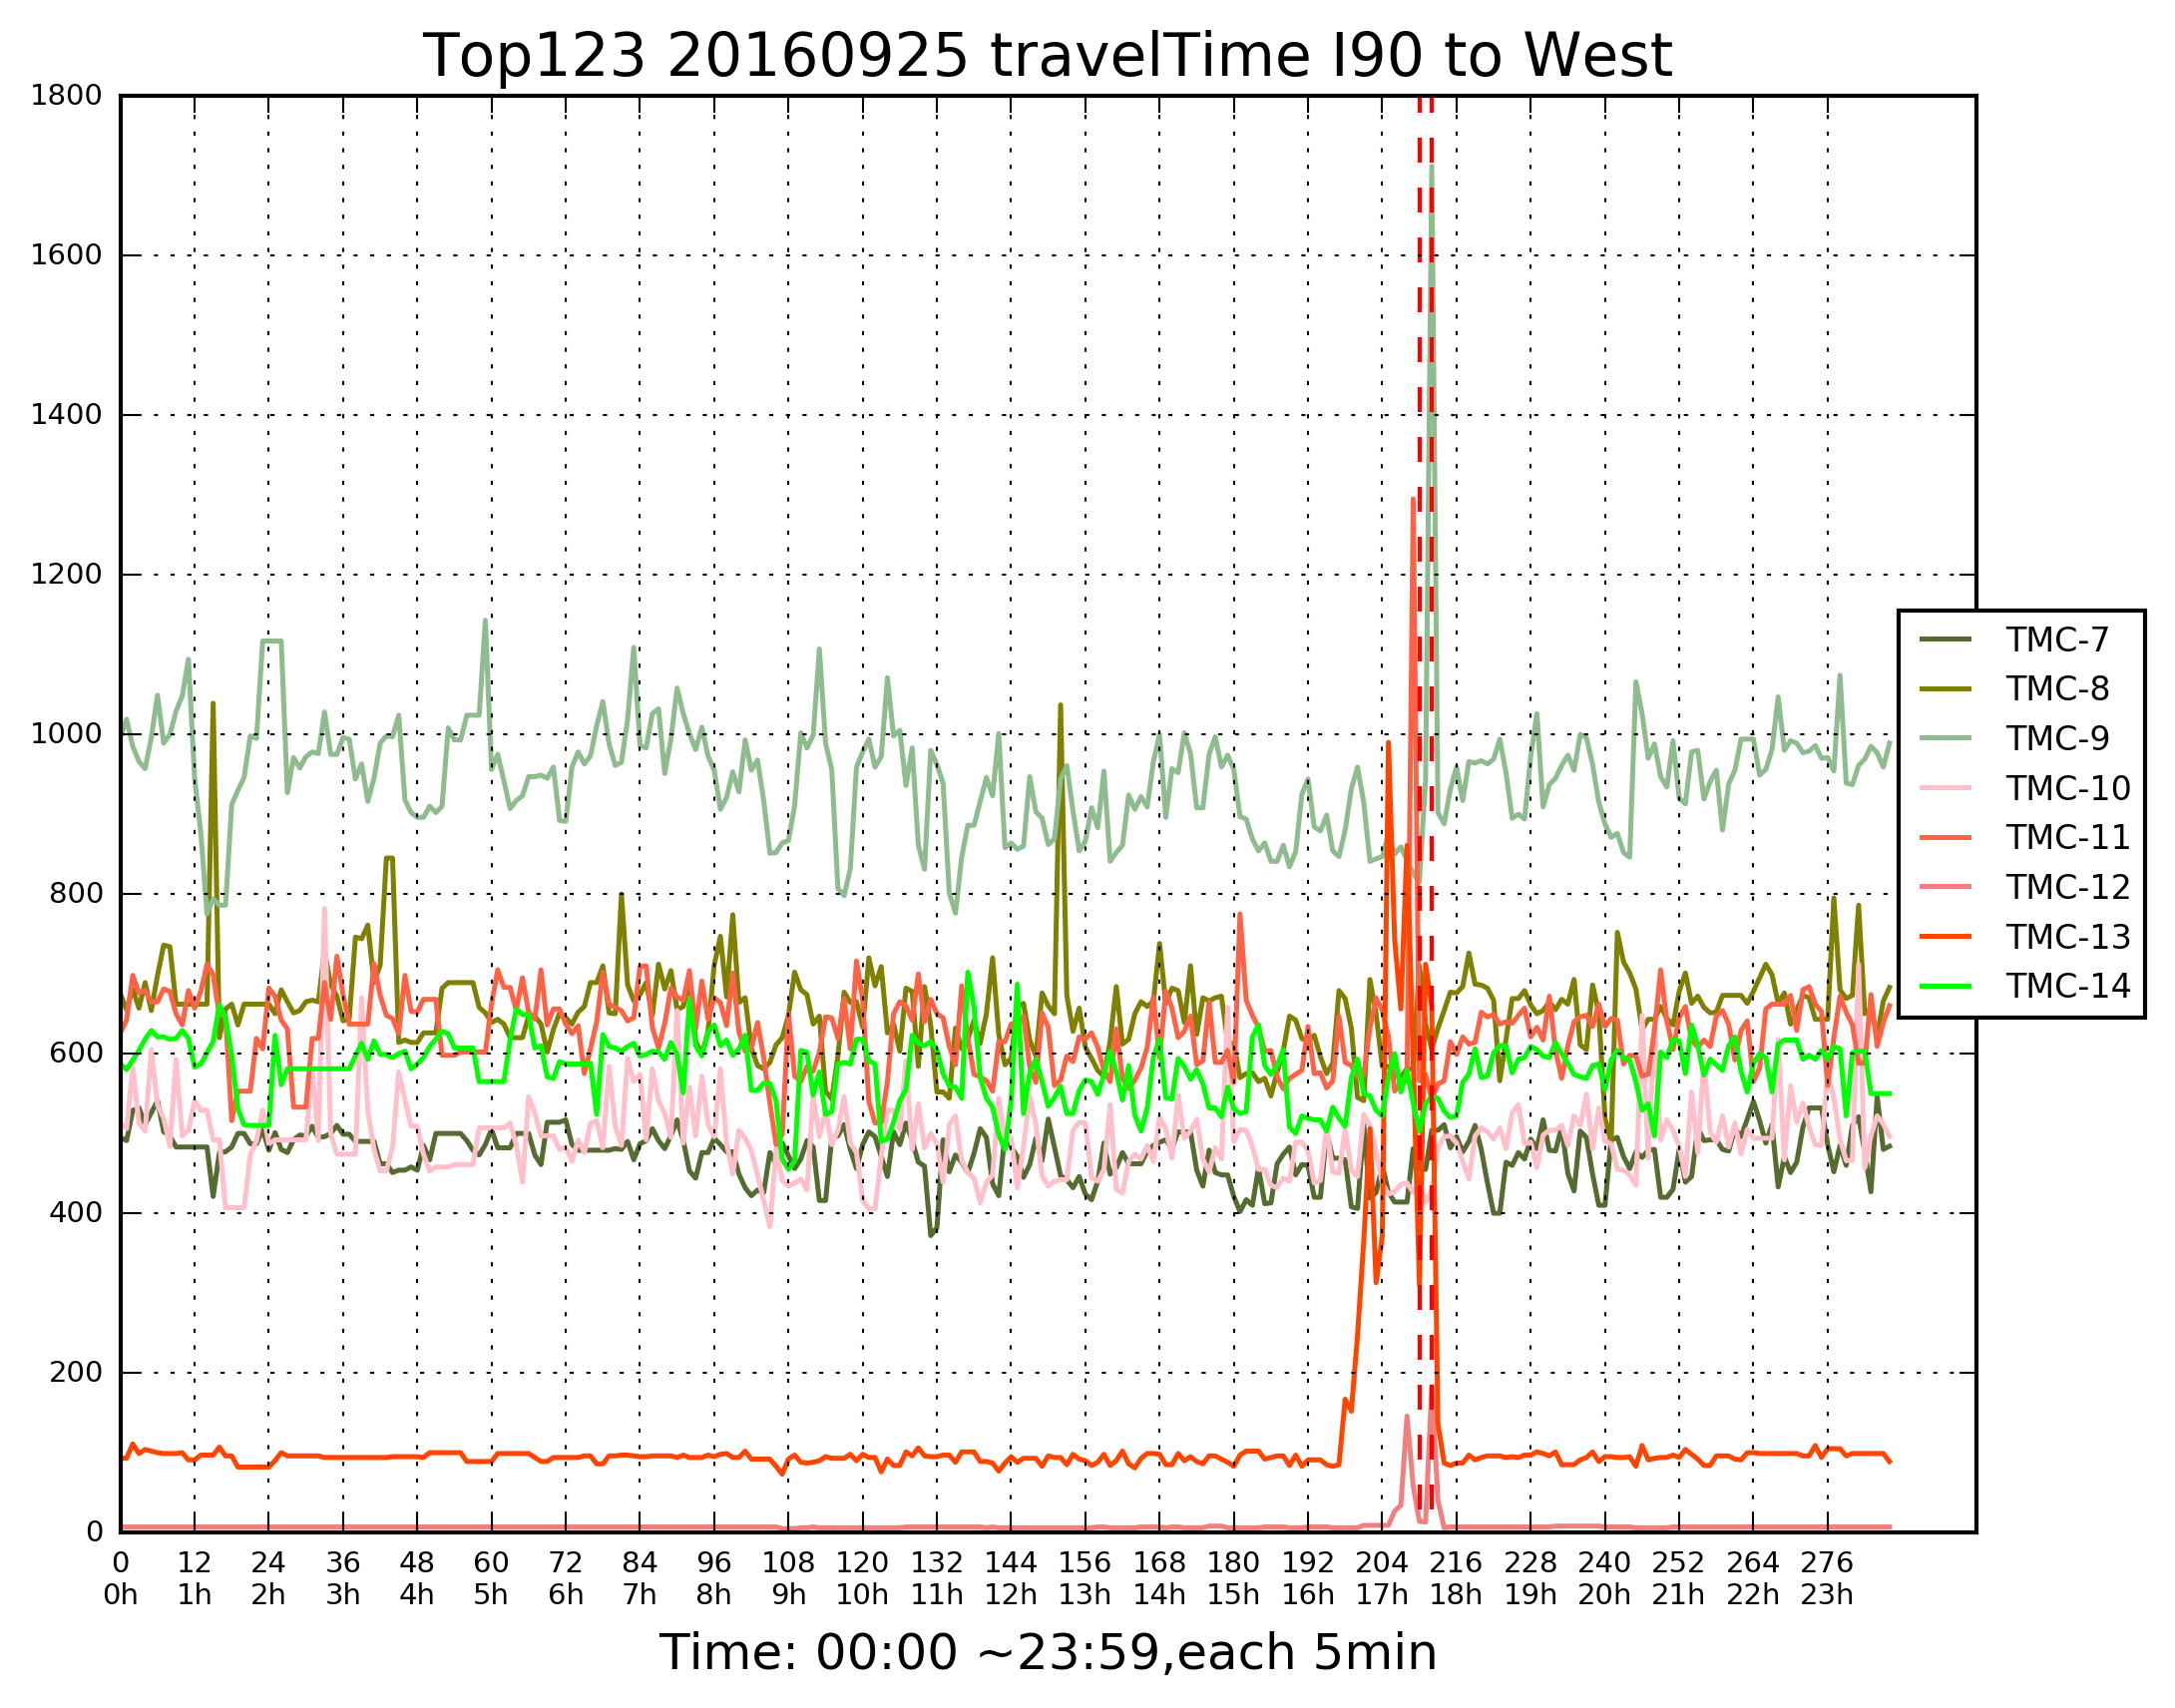 Top123 20160925 travelTime I90 to West
1800
1600
1400
1200
1000
800
600
400
200
0
TMC-7
TMC-8
TMC-9
TMC-10
TMC-11
TMC-12
TMC-13
TMC-14
0 12 24 36 48 60 72 84 96 108 120 132 144 156 168 180 192 204 216 228 240 252 264 276
0h 1h 2h 3h 4h 5h 6h 7h 8h 9h 10h 11h 12h 13h 14h 15h 16h 17h 18h 19h 20h 21h 22h 23h
Time: 00:00 ~23:59,each 5min